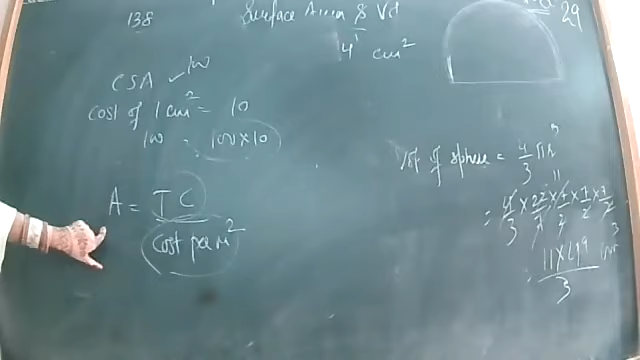 138
Surface Area & Vol
29
4 cm²
CSA 100
Cost of 1 cm² = 10
100 = 100×10
A = TC
Cost per m²
of sphere = 4/3 πr³
= 4/3 × 22/7 × 7/2 × 7/2 × 7/2
= 11×49/3